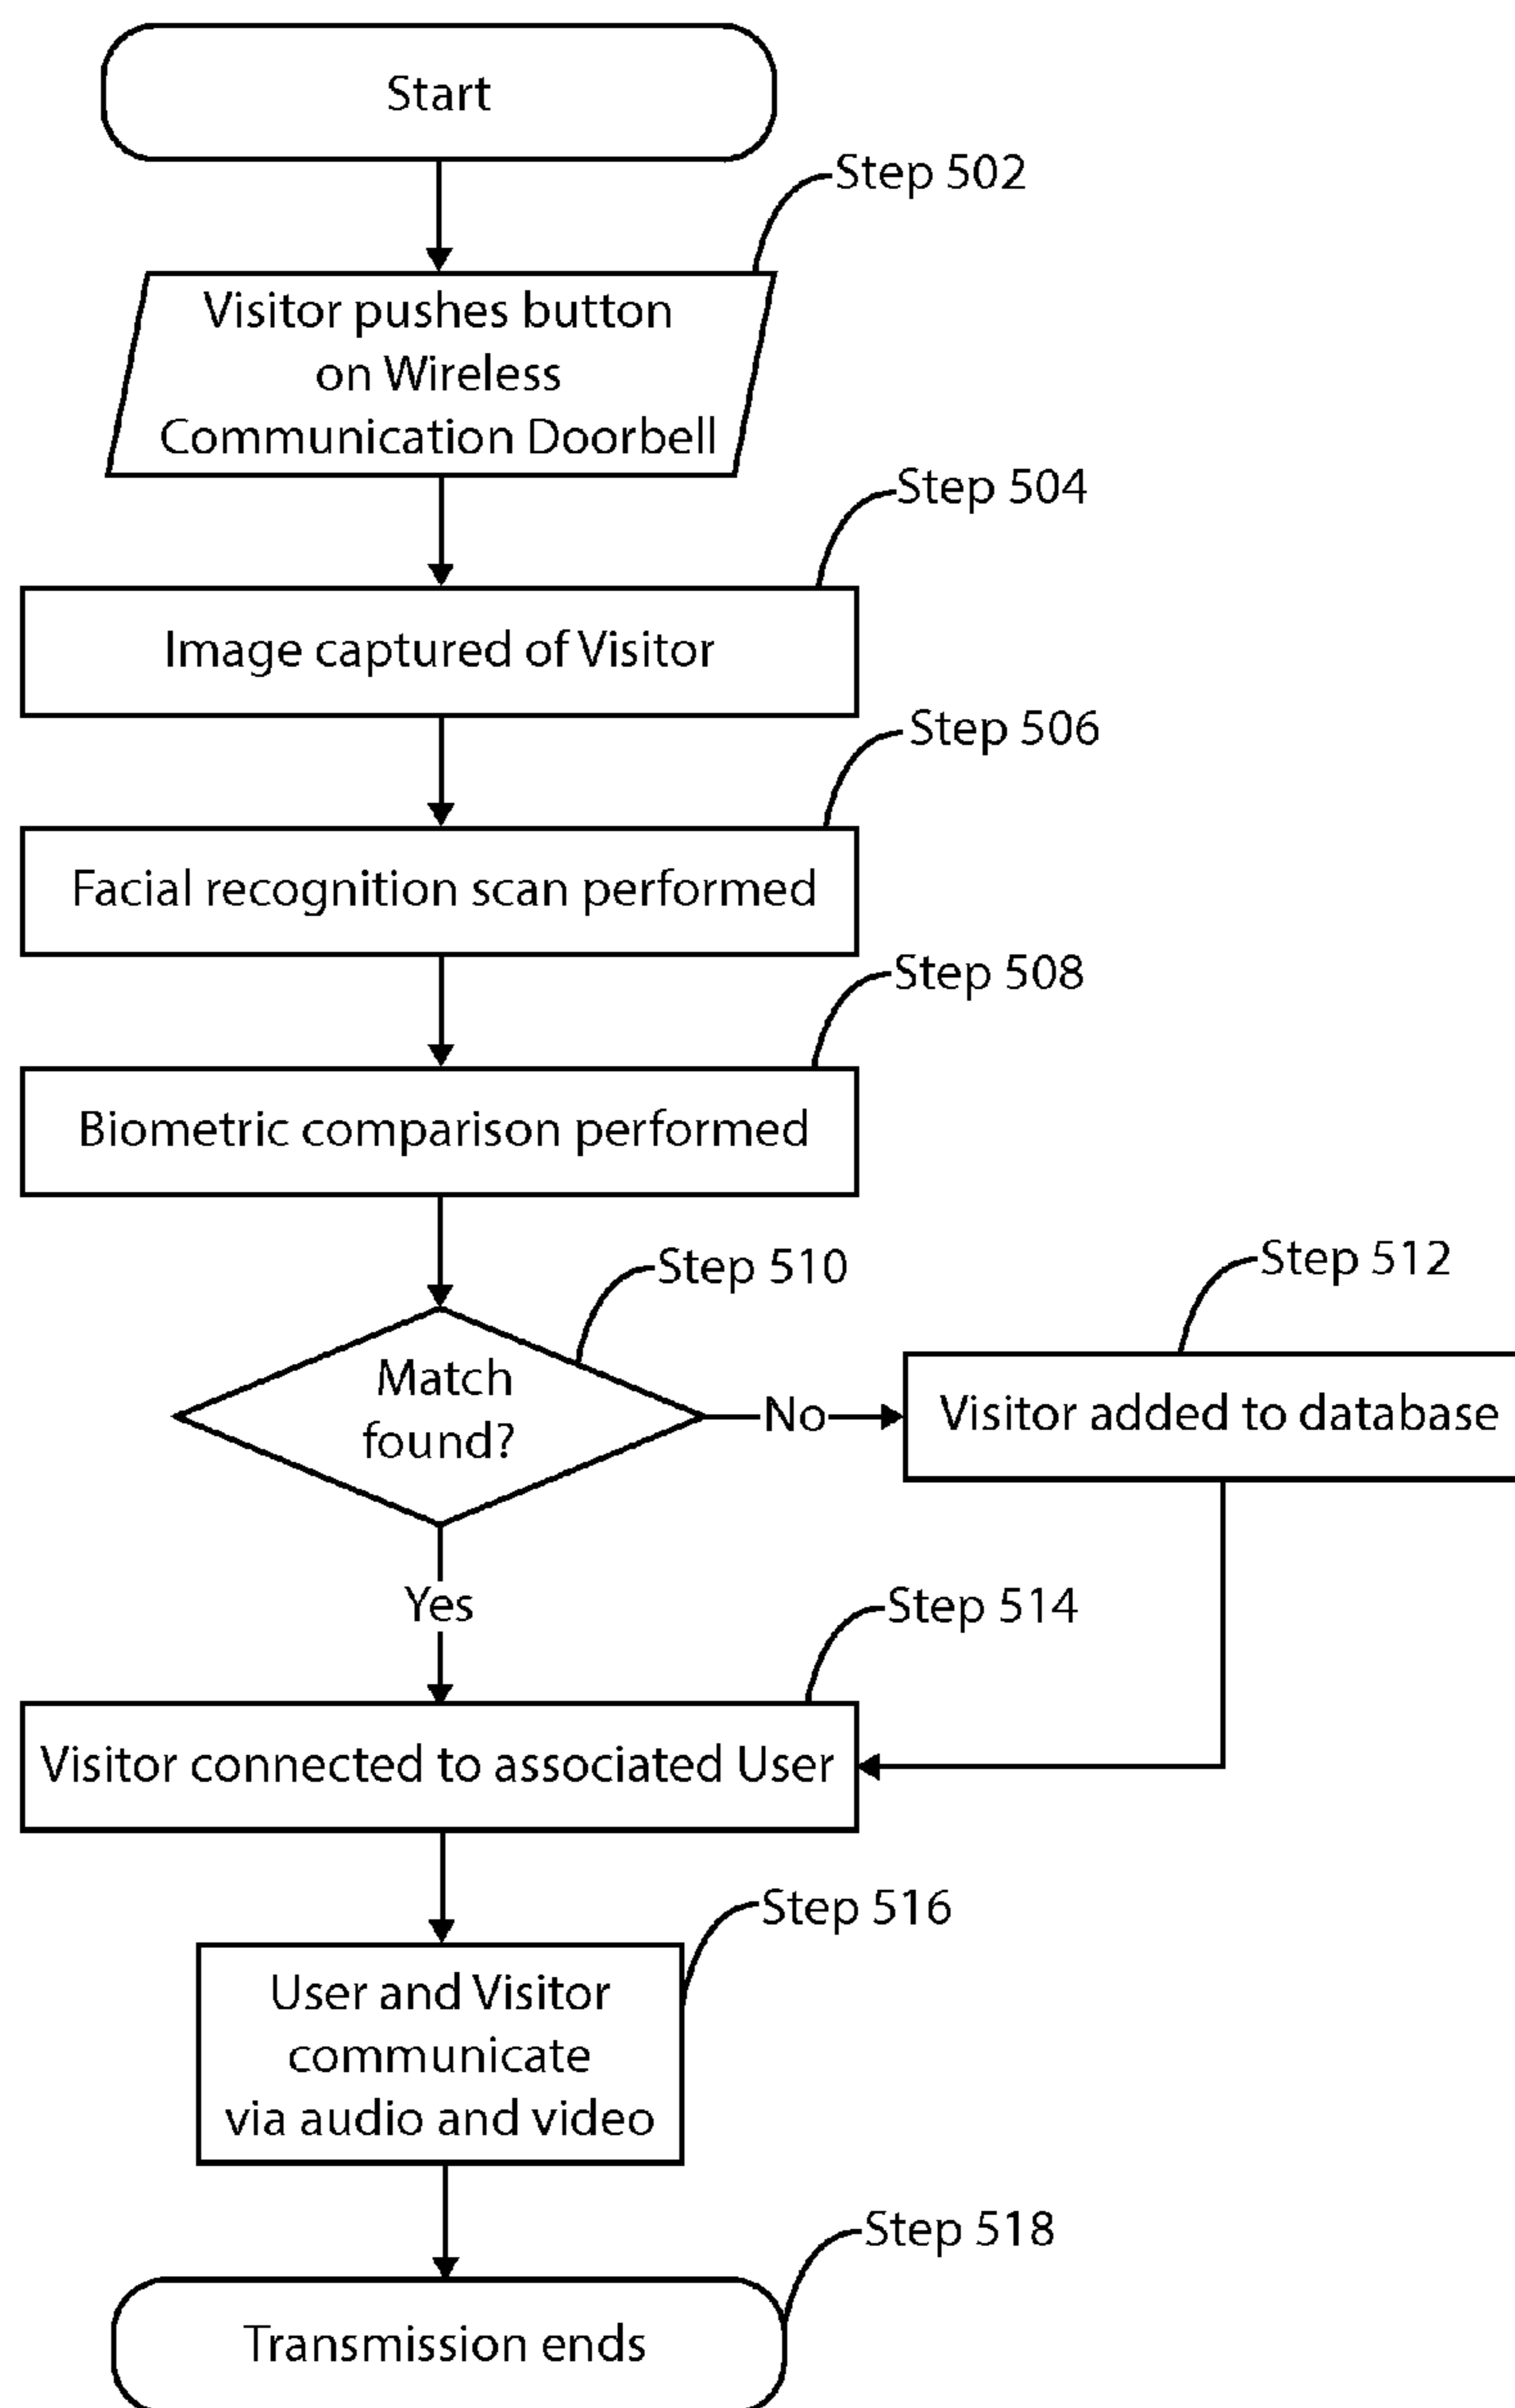 Start
Step 502
Visitor pushes button
on Wireless
Communication Doorbell
Step 504
Image captured of Visitor
Step 506
Facial recognition scan performed
Step 508
Biometric comparison performed
Step 510
Step 512
Match
found?
No
Visitor added to database
Yes
Step 514
Visitor connected to associated User
Step 516
User and Visitor
communicate
via audio and video
Step 518
Transmission ends